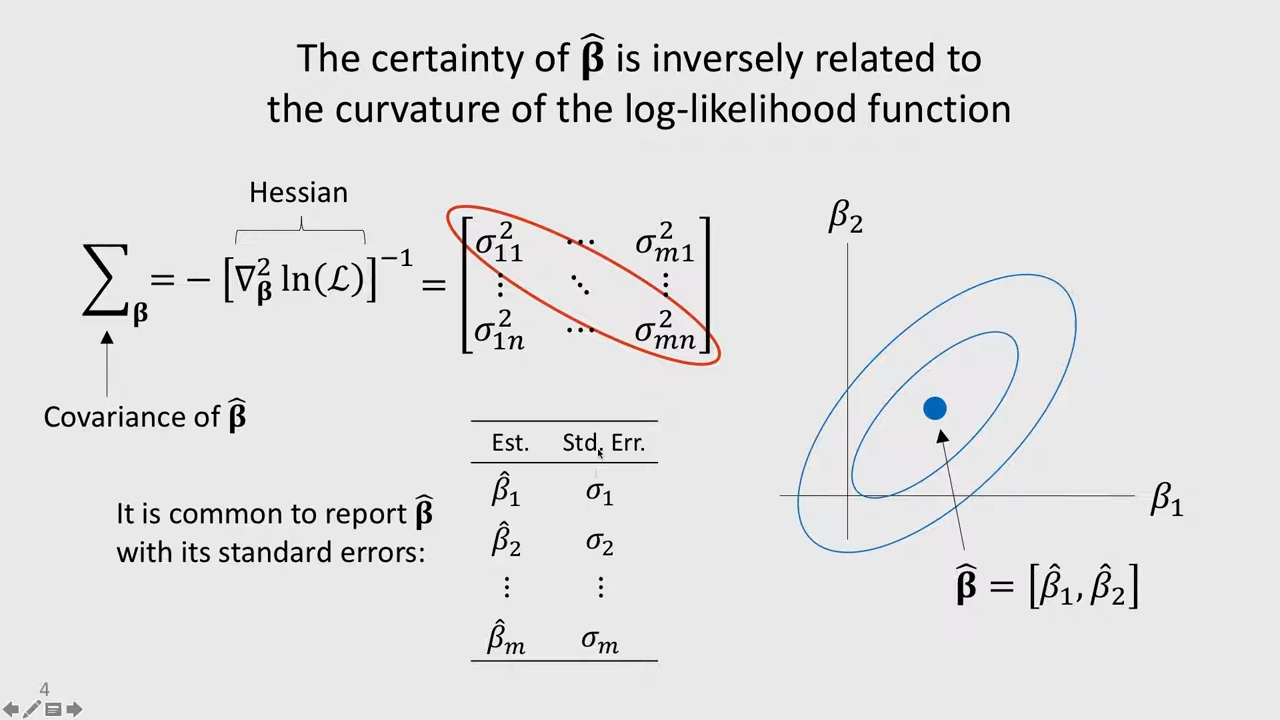 The certainty of β̂ is inversely related to
the curvature of the log-likelihood function
Hessian
∑_β = − [∇²_β ln(ℒ)]⁻¹ = [σ²₁₁ ⋯ σ²ₘ₁
⋮ ⋱ ⋮
σ²₁ₙ ⋯ σ²ₘₙ]
Covariance of β̂
It is common to report β̂
with its standard errors:
Est. Std. Err.
β̂₁ σ₁
β̂₂ σ₂
⋮ ⋮
β̂ₘ σₘ
β₂
β₁
β̂ = [β̂₁, β̂₂]
4